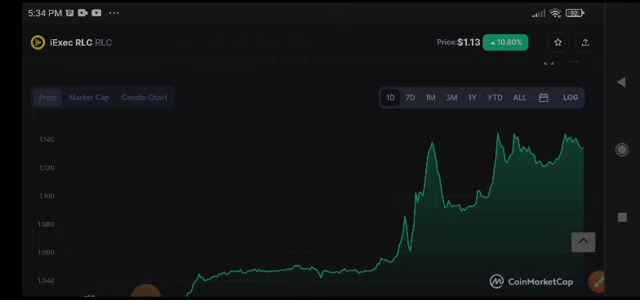 5:34 PM 92
iExec RLC RLC Price: $1.13 10.80%
Price Market Cap Candle Chart 1D 7D 1M 3M 1Y YTD ALL LOG
1.140
1.120
1.100
1.080
1.060
1.040
CoinMarketCap